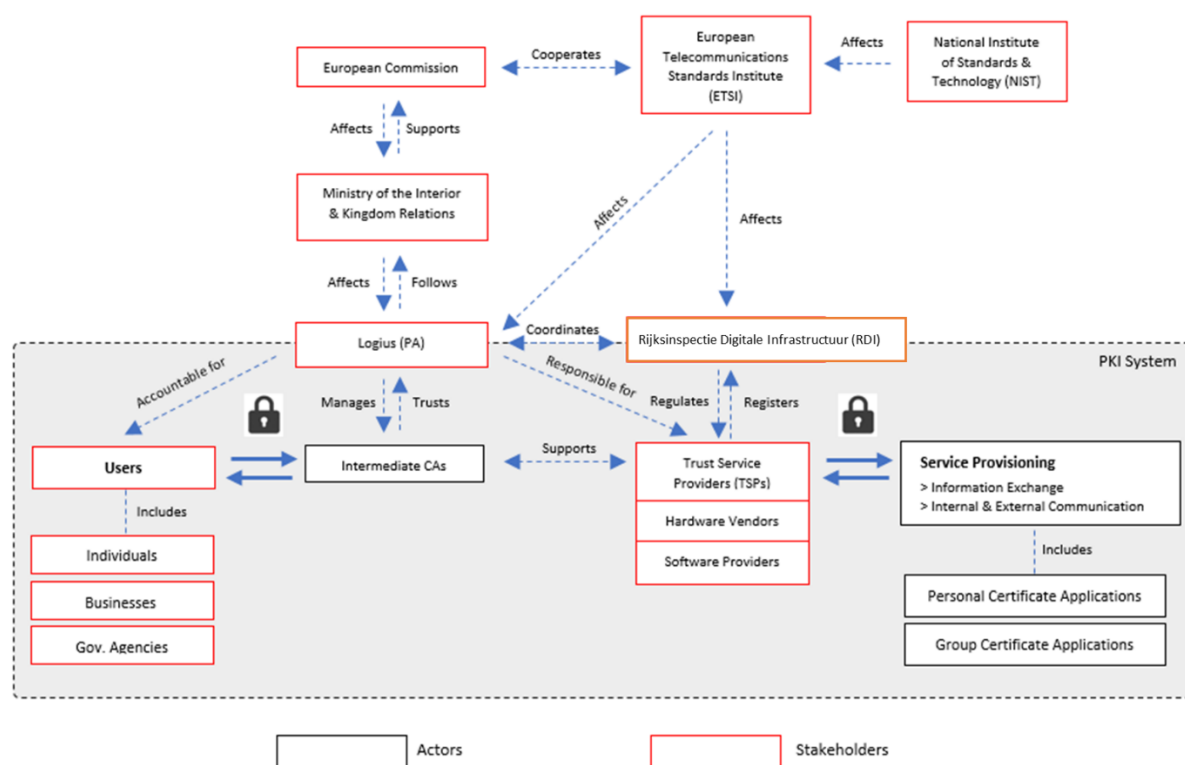 European Commission
Cooperates
European
Telecommunications
Standards Institute
(ETSI)
Affects
National Institute
of Standards &
Technology (NIST)
Affects
Supports
Ministry of the Interior
& Kingdom Relations
Affects
Affects
Affects
Follows
Logius (PA)
Coordinates
Rijksinspectie Digitale Infrastructuur (RDI)
PKI System
Accountable for
Manages
Trusts
Responsible for
Regulates
Registers
Users
Intermediate CAs
Supports
Trust Service
Providers (TSPs)
Hardware Vendors
Software Providers
Service Provisioning
> Information Exchange
> Internal & External Communication
Includes
Individuals
Businesses
Gov. Agencies
Includes
Personal Certificate Applications
Group Certificate Applications
Actors
Stakeholders